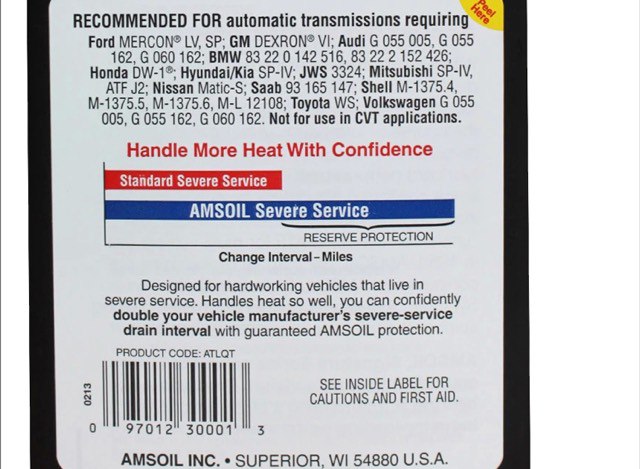 Peel
Here
RECOMMENDED FOR automatic transmissions requiring
Ford MERCON® LV, SP; GM DEXRON® VI; Audi G 055 005, G 055
162, G 060 162; BMW 83 22 0 142 516, 83 22 2 152 426;
Honda DW-1®; Hyundai/Kia SP-IV; JWS 3324; Mitsubishi SP-IV,
ATF J2; Nissan Matic-S; Saab 93 165 147; Shell M-1375.4,
M-1375.5, M-1375.6, M-L 12108; Toyota WS; Volkswagen G 055
005, G 055 162, G 060 162. Not for use in CVT applications.
Handle More Heat With Confidence
Standard Severe Service
AMSOIL Severe Service
RESERVE PROTECTION
Change Interval – Miles
Designed for hardworking vehicles that live in
severe service. Handles heat so well, you can confidently
double your vehicle manufacturer's severe-service
drain interval with guaranteed AMSOIL protection.
PRODUCT CODE: ATLQT
0213
0 97012 30001 3
SEE INSIDE LABEL FOR
CAUTIONS AND FIRST AID.
AMSOIL INC. • SUPERIOR, WI 54880 U.S.A.